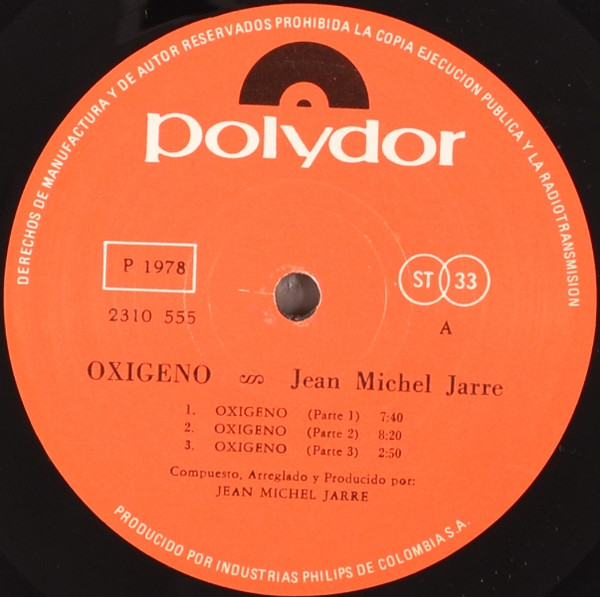 DERECHOS DE MANUFACTURA Y DE AUTOR RESERVADOS PROHIBIDA LA COPIA EJECUCION PUBLICA Y LA RADIOTRANSMISION
polydor
P 1978
ST 33
2310 555
A
OXIGENO ∽ Jean Michel Jarre
1. OXIGENO (Parte 1) 7:40
2. OXIGENO (Parte 2) 8:20
3. OXIGENO (Parte 3) 2:50
Compuesto, Arreglado y Producido por:
JEAN MICHEL JARRE
PRODUCIDO POR INDUSTRIAS PHILIPS DE COLOMBIA S.A.